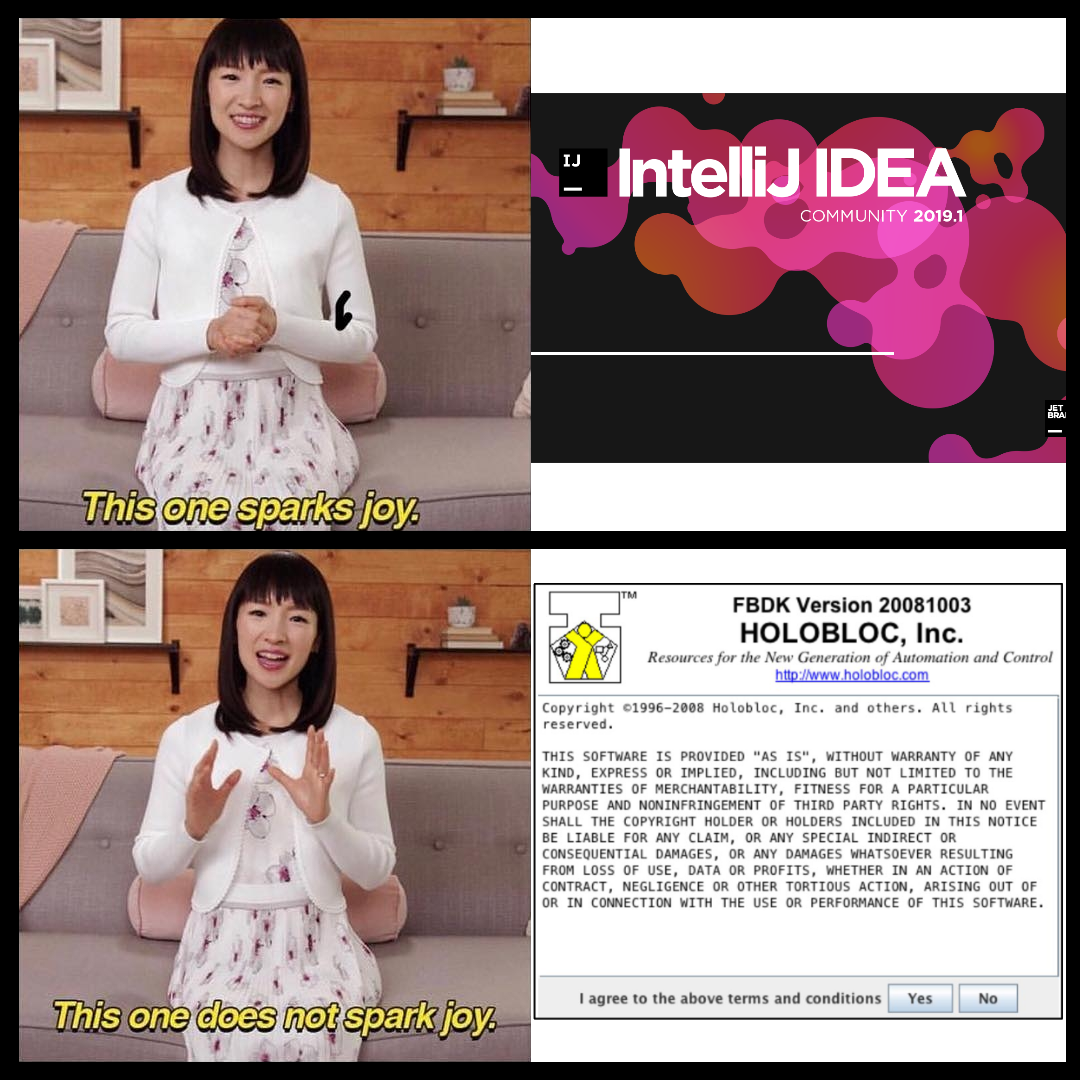 This one sparks joy.
IJ
IntelliJ IDEA
COMMUNITY 2019.1
JET
BRA
This one does not spark joy.
TM
FBDK Version 20081003
HOLOBLOC, Inc.
Resources for the New Generation of Automation and Control
http://www.holobloc.com
Copyright ©1996-2008 Holobloc, Inc. and others. All rights
reserved.
THIS SOFTWARE IS PROVIDED "AS IS", WITHOUT WARRANTY OF ANY
KIND, EXPRESS OR IMPLIED, INCLUDING BUT NOT LIMITED TO THE
WARRANTIES OF MERCHANTABILITY, FITNESS FOR A PARTICULAR
PURPOSE AND NONINFRINGEMENT OF THIRD PARTY RIGHTS. IN NO EVENT
SHALL THE COPYRIGHT HOLDER OR HOLDERS INCLUDED IN THIS NOTICE
BE LIABLE FOR ANY CLAIM, OR ANY SPECIAL INDIRECT OR
CONSEQUENTIAL DAMAGES, OR ANY DAMAGES WHATSOEVER RESULTING
FROM LOSS OF USE, DATA OR PROFITS, WHETHER IN AN ACTION OF
CONTRACT, NEGLIGENCE OR OTHER TORTIOUS ACTION, ARISING OUT OF
OR IN CONNECTION WITH THE USE OR PERFORMANCE OF THIS SOFTWARE.
I agree to the above terms and conditions Yes No